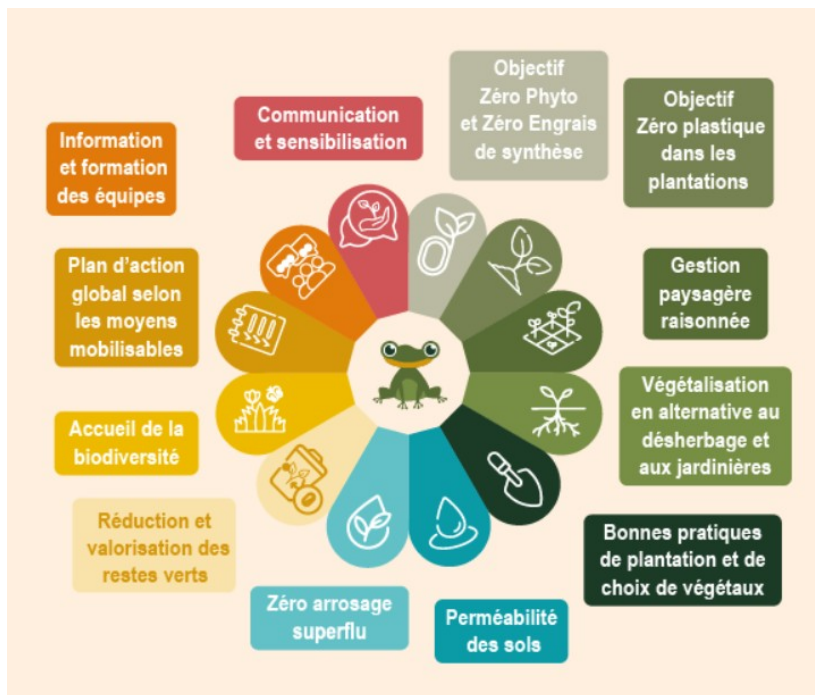 Objectif
Zéro Phyto
et Zéro Engrais
de synthèse
Objectif
Zéro plastique
dans les
plantations
Gestion
paysagère
raisonnée
Végétalisation
en alternative au
désherbage et
aux jardinières
Bonnes pratiques
de plantation et de
choix de végétaux
Perméabilité
des sols
Zéro arrosage
superflu
Réduction et
valorisation des
restes verts
Accueil de la
biodiversité
Plan d'action
global selon
les moyens
mobilisables
Information
et formation
des équipes
Communication
et sensibilisation